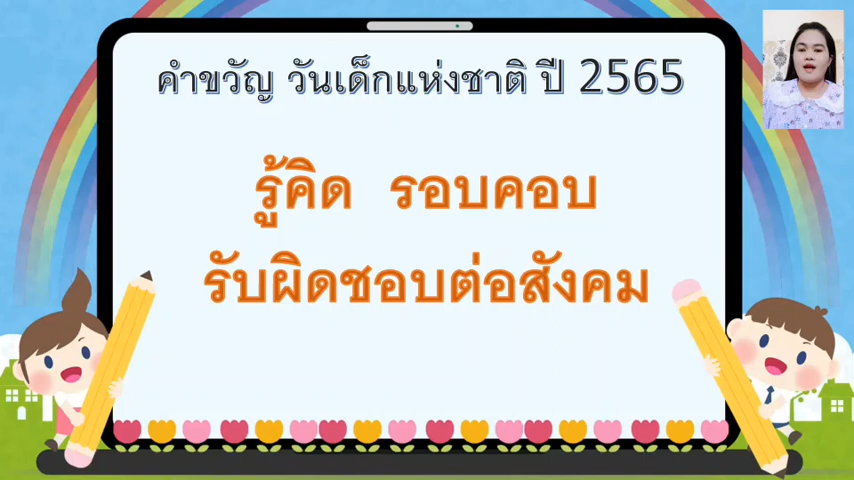 คำขวัญ วันเด็กแห่งชาติ ปี 2565
รู้คิด รอบคอบ
รับผิดชอบต่อสังคม